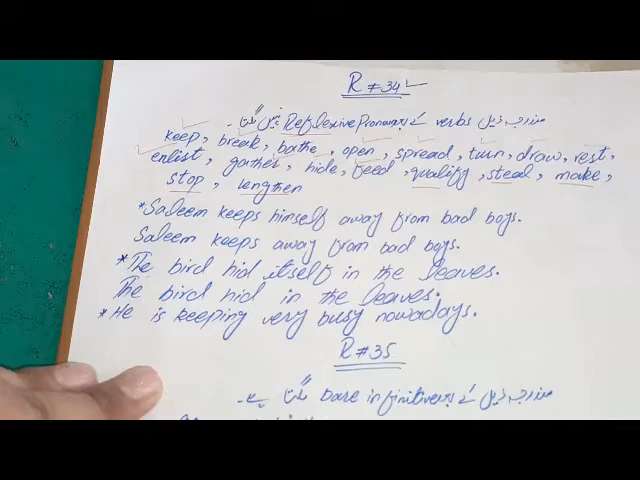 R # 34
مندرجہ ذیل verbs کے بعد Reflexive Pronoun نہیں لگتے۔
keep, break, bathe, open, spread, turn, draw, rest,
enlist, gather, hide, feed, qualify, steal, make,
stop, lengthen
*Saleem keeps himself away from bad boys.
Saleem keeps away from bad boys.
*The bird hid itself in the leaves.
The bird hid in the leaves.
*He is keeping very busy nowadays.
R # 35
مندرجہ ذیل کے بعد bare infinitive ہے۔